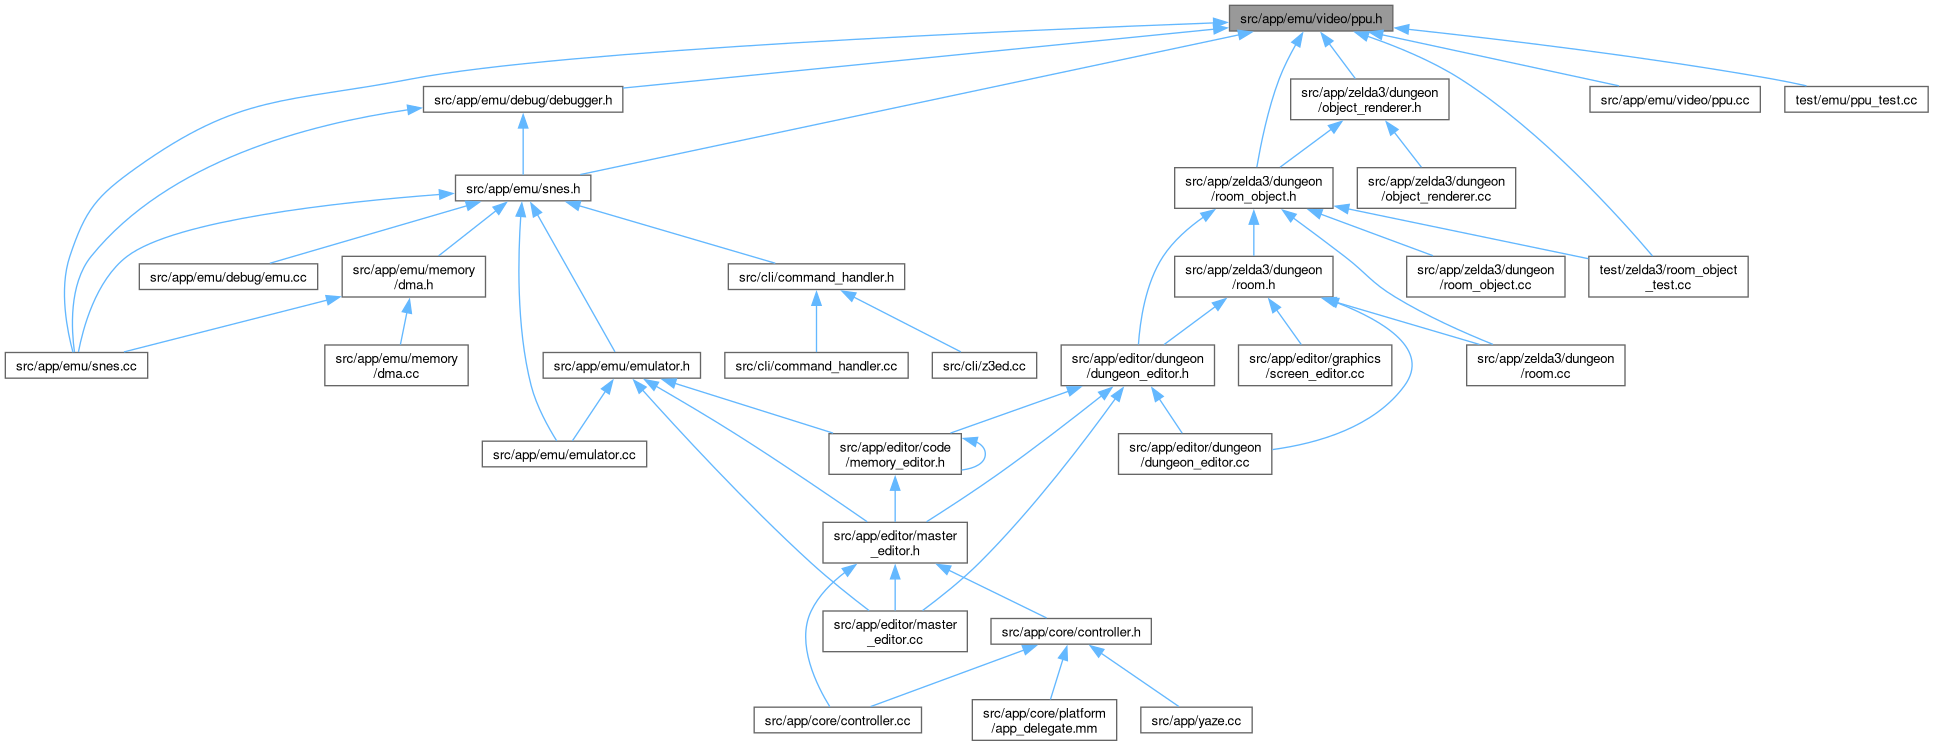 src/app/emu/video/ppu.h
src/app/emu/debug/debugger.h
src/app/zelda3/dungeon
/object_renderer.h
src/app/emu/video/ppu.cc
test/emu/ppu_test.cc
src/app/emu/snes.h
src/app/zelda3/dungeon
/room_object.h
src/app/zelda3/dungeon
/object_renderer.cc
src/app/emu/debug/emu.cc
src/app/emu/memory
/dma.h
src/cli/command_handler.h
src/app/zelda3/dungeon
/room.h
src/app/zelda3/dungeon
/room_object.cc
test/zelda3/room_object
_test.cc
src/app/emu/snes.cc
src/app/emu/memory
/dma.cc
src/app/emu/emulator.h
src/cli/command_handler.cc
src/cli/z3ed.cc
src/app/editor/dungeon
/dungeon_editor.h
src/app/editor/graphics
/screen_editor.cc
src/app/zelda3/dungeon
/room.cc
src/app/emu/emulator.cc
src/app/editor/code
/memory_editor.h
src/app/editor/dungeon
/dungeon_editor.cc
src/app/editor/master
_editor.h
src/app/editor/master
_editor.cc
src/app/core/controller.h
src/app/core/controller.cc
src/app/core/platform
/app_delegate.mm
src/app/yaze.cc